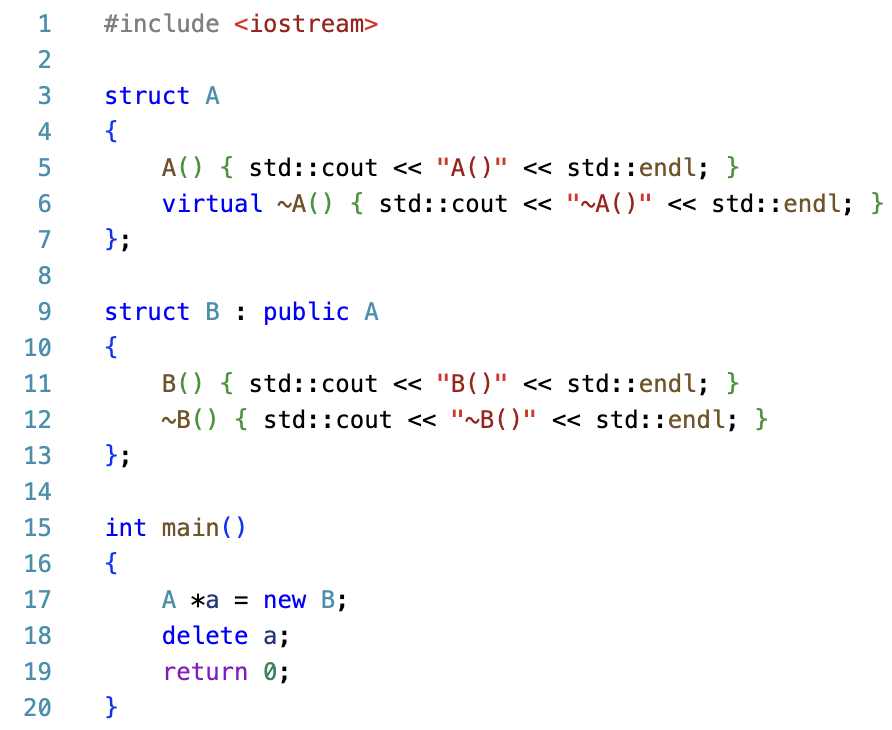 1 #include <iostream>
2
3 struct A
4 {
5     A() { std::cout << "A()" << std::endl; }
6     virtual ~A() { std::cout << "~A()" << std::endl; }
7 };
8
9 struct B : public A
10 {
11     B() { std::cout << "B()" << std::endl; }
12     ~B() { std::cout << "~B()" << std::endl; }
13 };
14
15 int main()
16 {
17     A *a = new B;
18     delete a;
19     return 0;
20 }